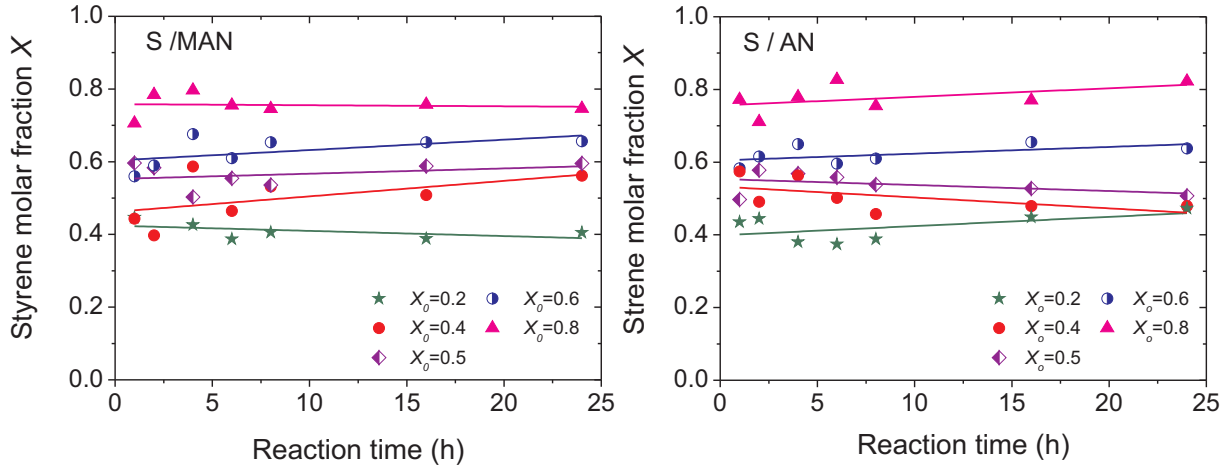 S /MAN
Styrene molar fraction X
1.0
0.8
0.6
0.4
0.2
0.0
X₀=0.2
X₀=0.6
X₀=0.4
X₀=0.8
X₀=0.5
0
5
10
15
20
25
Reaction time (h)
S / AN
Strene molar fraction X
1.0
0.8
0.6
0.4
0.2
0.0
Xₒ=0.2
Xₒ=0.6
Xₒ=0.4
Xₒ=0.8
Xₒ=0.5
0
5
10
15
20
25
Reaction time (h)